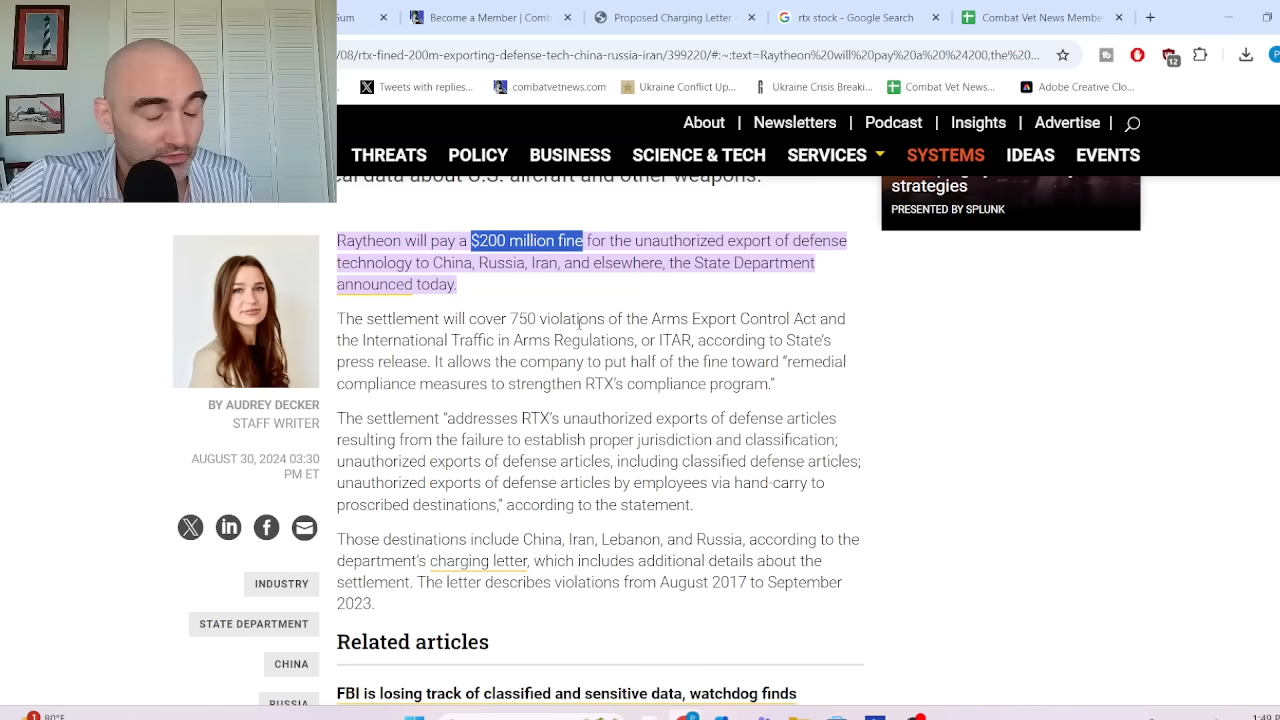 sum
Become a Member | Comb
Proposed Charging Letter
rtx stock - Google Search
Combat Vet News Membe
/08/rtx-fined-200m-exporting-defense-tech-china-russia-iran/399220/#:~:text=Raytheon%20will%20pay%20a%20%24200,the%20...
12
Tweets with replies...
combatvetnews.com
Ukraine Conflict Up...
Ukraine Crisis Breaki...
Combat Vet News...
Adobe Creative Clo...
About | Newsletters | Podcast | Insights | Advertise |
THREATS POLICY BUSINESS SCIENCE & TECH SERVICES SYSTEMS IDEAS EVENTS
data about U.S. aircraft and other weapons.
strategies
PRESENTED BY SPLUNK
Raytheon will pay a $200 million fine for the unauthorized export of defense
technology to China, Russia, Iran, and elsewhere, the State Department
announced today.
The settlement will cover 750 violations of the Arms Export Control Act and
the International Traffic in Arms Regulations, or ITAR, according to State's
press release. It allows the company to put half of the fine toward "remedial
compliance measures to strengthen RTX's compliance program."
BY AUDREY DECKER
STAFF WRITER
AUGUST 30, 2024 03:30
PM ET
The settlement "addresses RTX's unauthorized exports of defense articles
resulting from the failure to establish proper jurisdiction and classification;
unauthorized exports of defense articles, including classified defense articles;
unauthorized exports of defense articles by employees via hand-carry to
proscribed destinations," according to the statement.
Those destinations include China, Iran, Lebanon, and Russia, according to the
department's charging letter, which includes additional details about the
settlement. The letter describes violations from August 2017 to September
2023.
INDUSTRY
STATE DEPARTMENT
CHINA
RUSSIA
Related articles
FBI is losing track of classified and sensitive data, watchdog finds
1
80°F